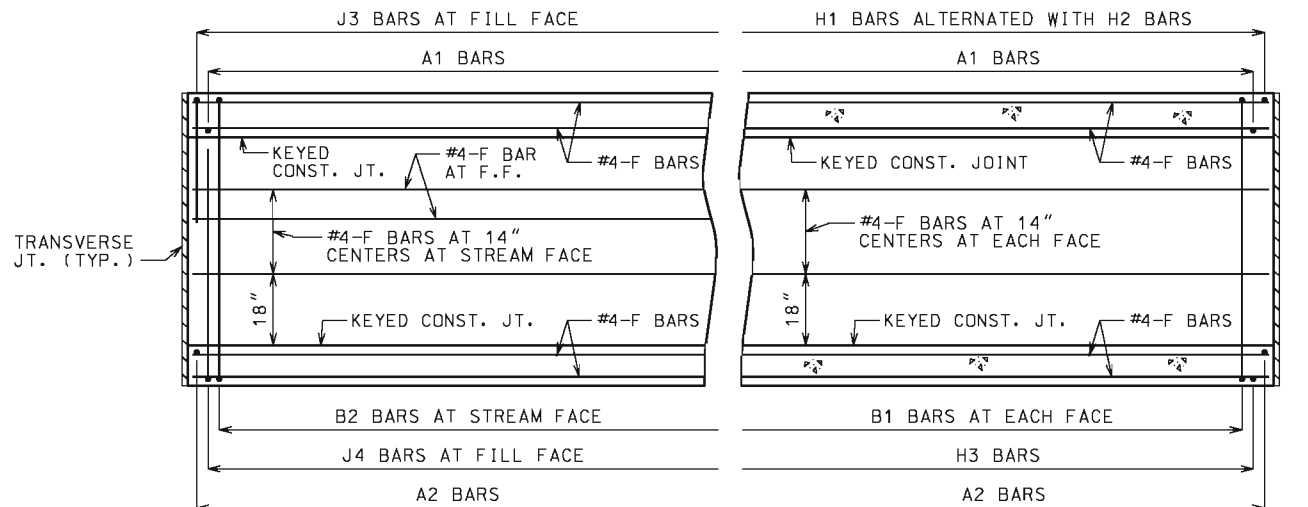 J3 BARS AT FILL FACE
H1 BARS ALTERNATED WITH H2 BARS
A1 BARS
A1 BARS
KEYED
CONST. JT.
#4-F BAR
AT F.F.
#4-F BARS
KEYED CONST. JOINT
#4-F BARS
TRANSVERSE
JT. (TYP.)
#4-F BARS AT 14"
CENTERS AT STREAM FACE
#4-F BARS AT 14"
CENTERS AT EACH FACE
18"
KEYED CONST. JT.
#4-F BARS
18"
KEYED CONST. JT.
#4-F BARS
B2 BARS AT STREAM FACE
B1 BARS AT EACH FACE
J4 BARS AT FILL FACE
H3 BARS
A2 BARS
A2 BARS